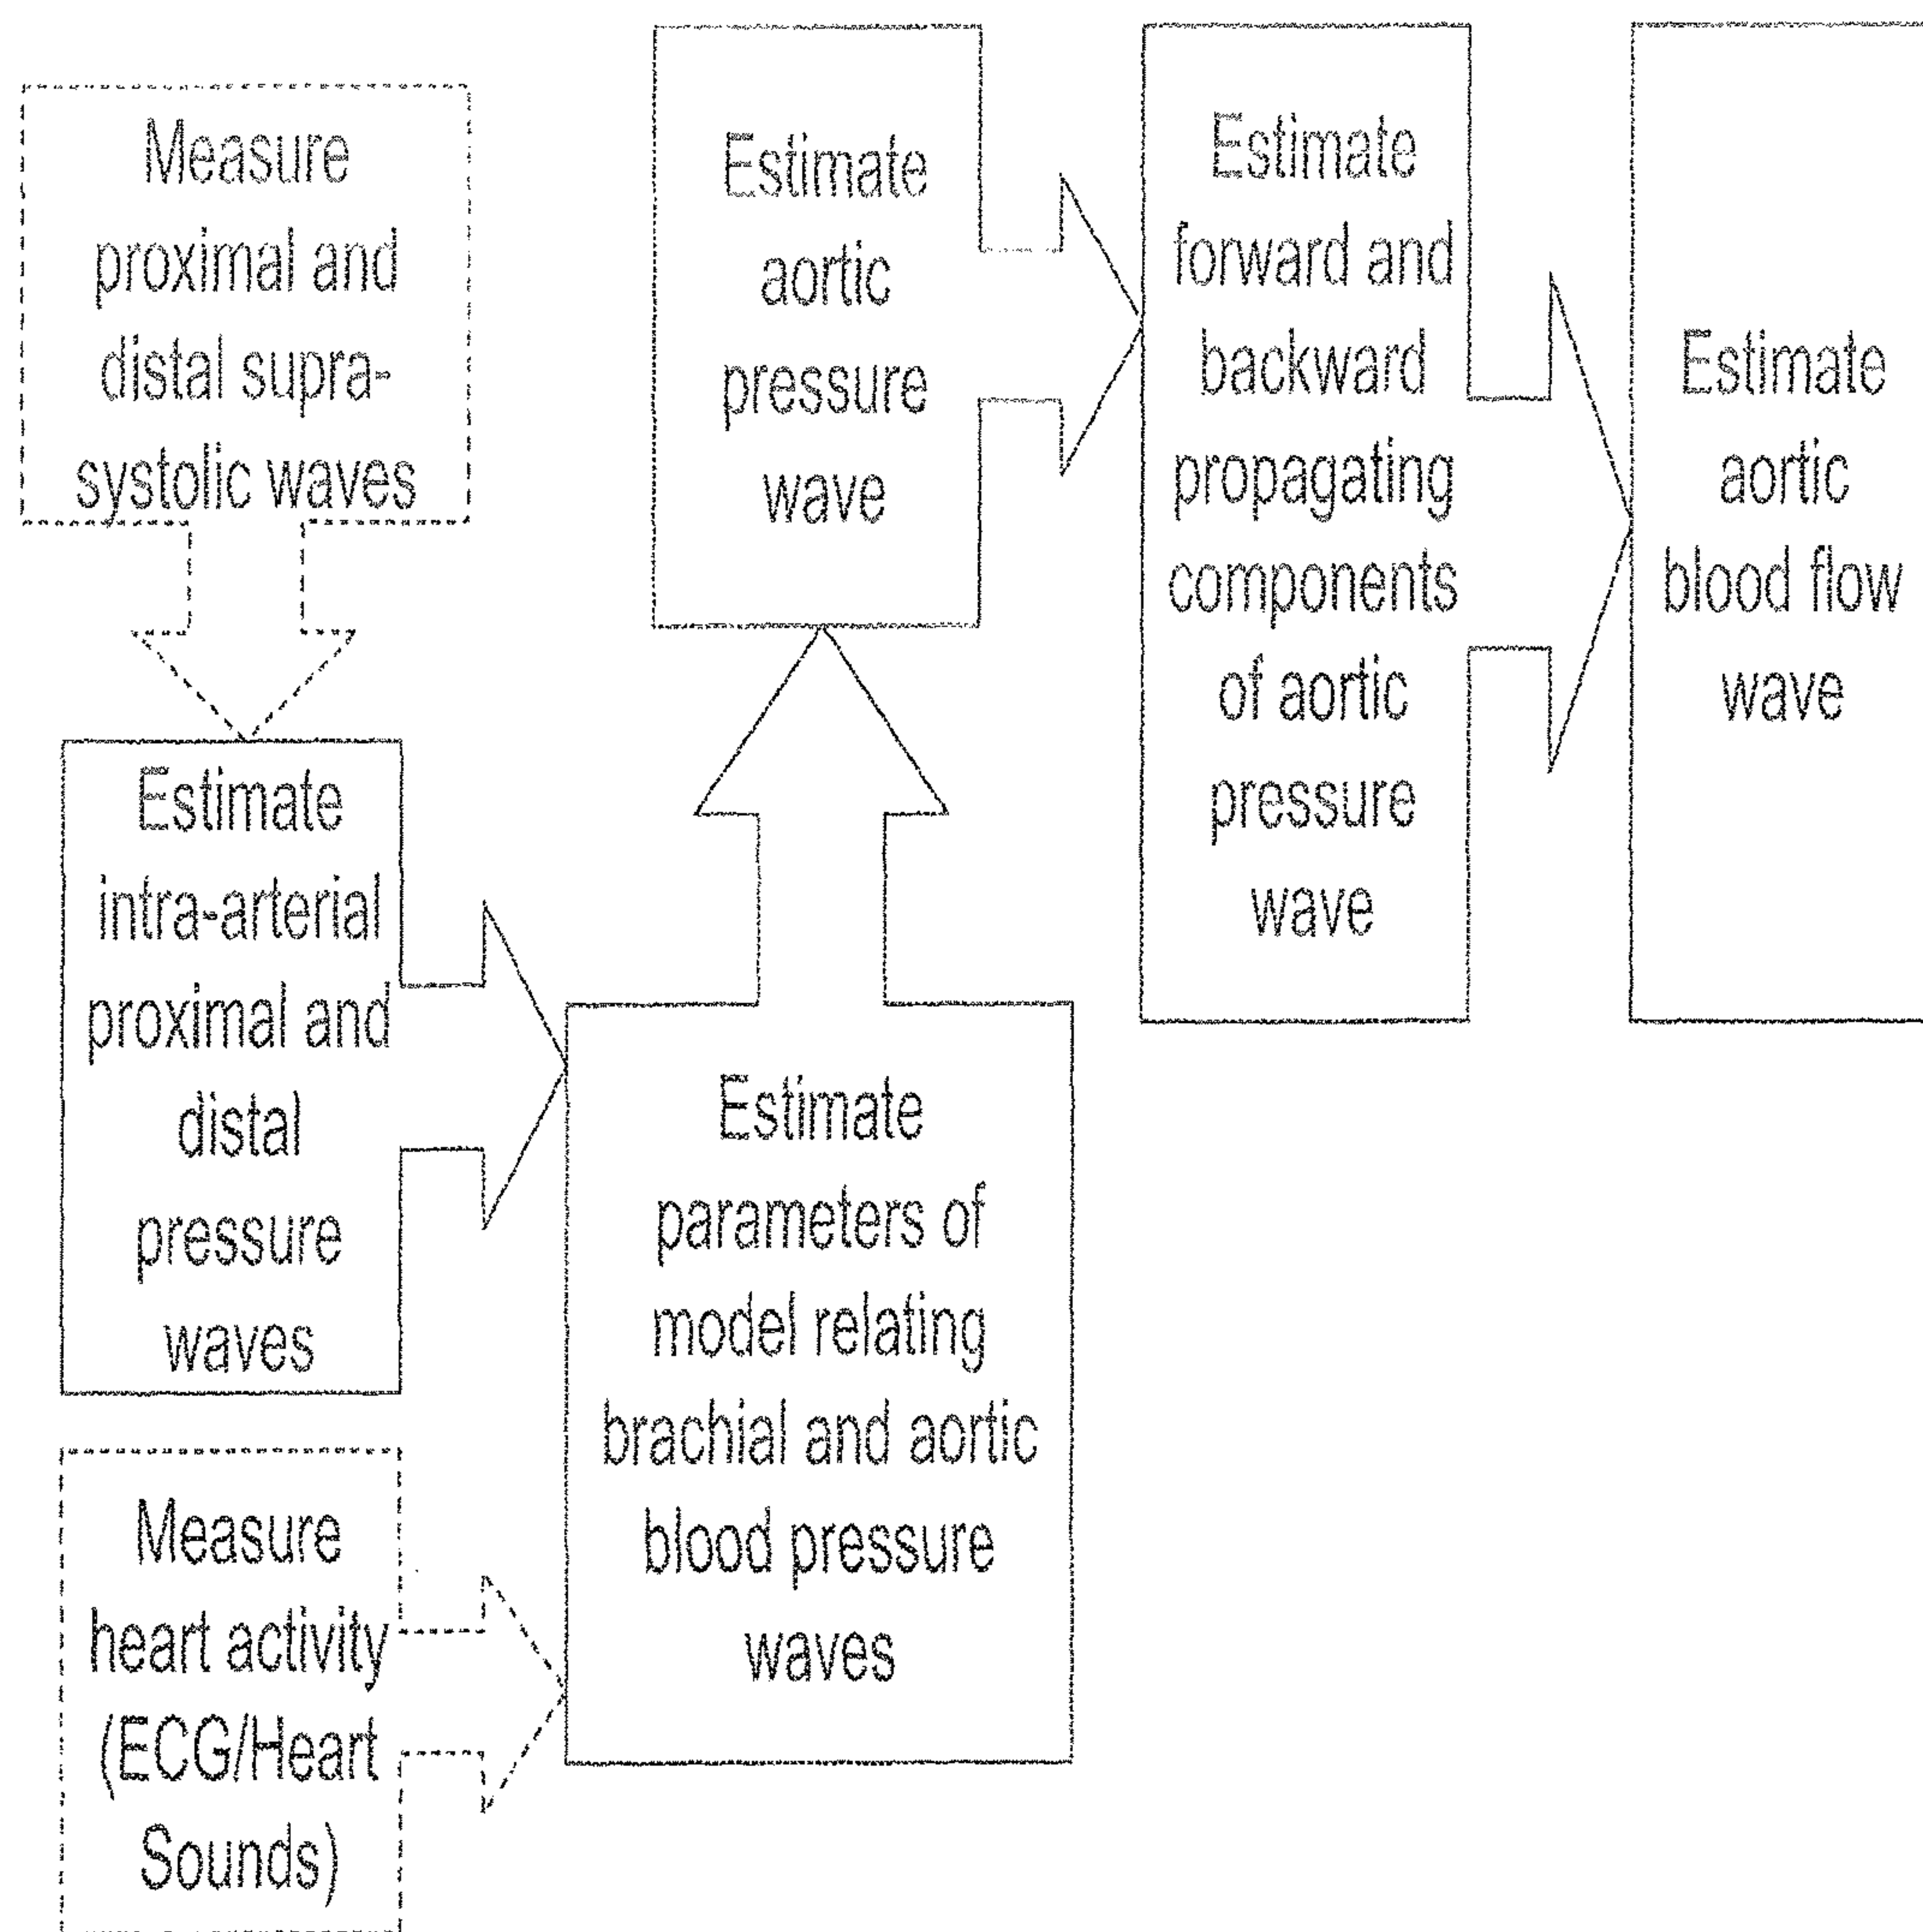 Measure
proximal and
distal supra-
systolic waves
Estimate
intra-arterial
proximal and
distal
pressure
waves
Measure
heart activity
(ECG/Heart
Sounds)
Estimate
parameters of
model relating
brachial and aortic
blood pressure
waves
Estimate
aortic
pressure
wave
Estimate
forward and
backward
propagating
components
of aortic
pressure
wave
Estimate
aortic
blood flow
wave